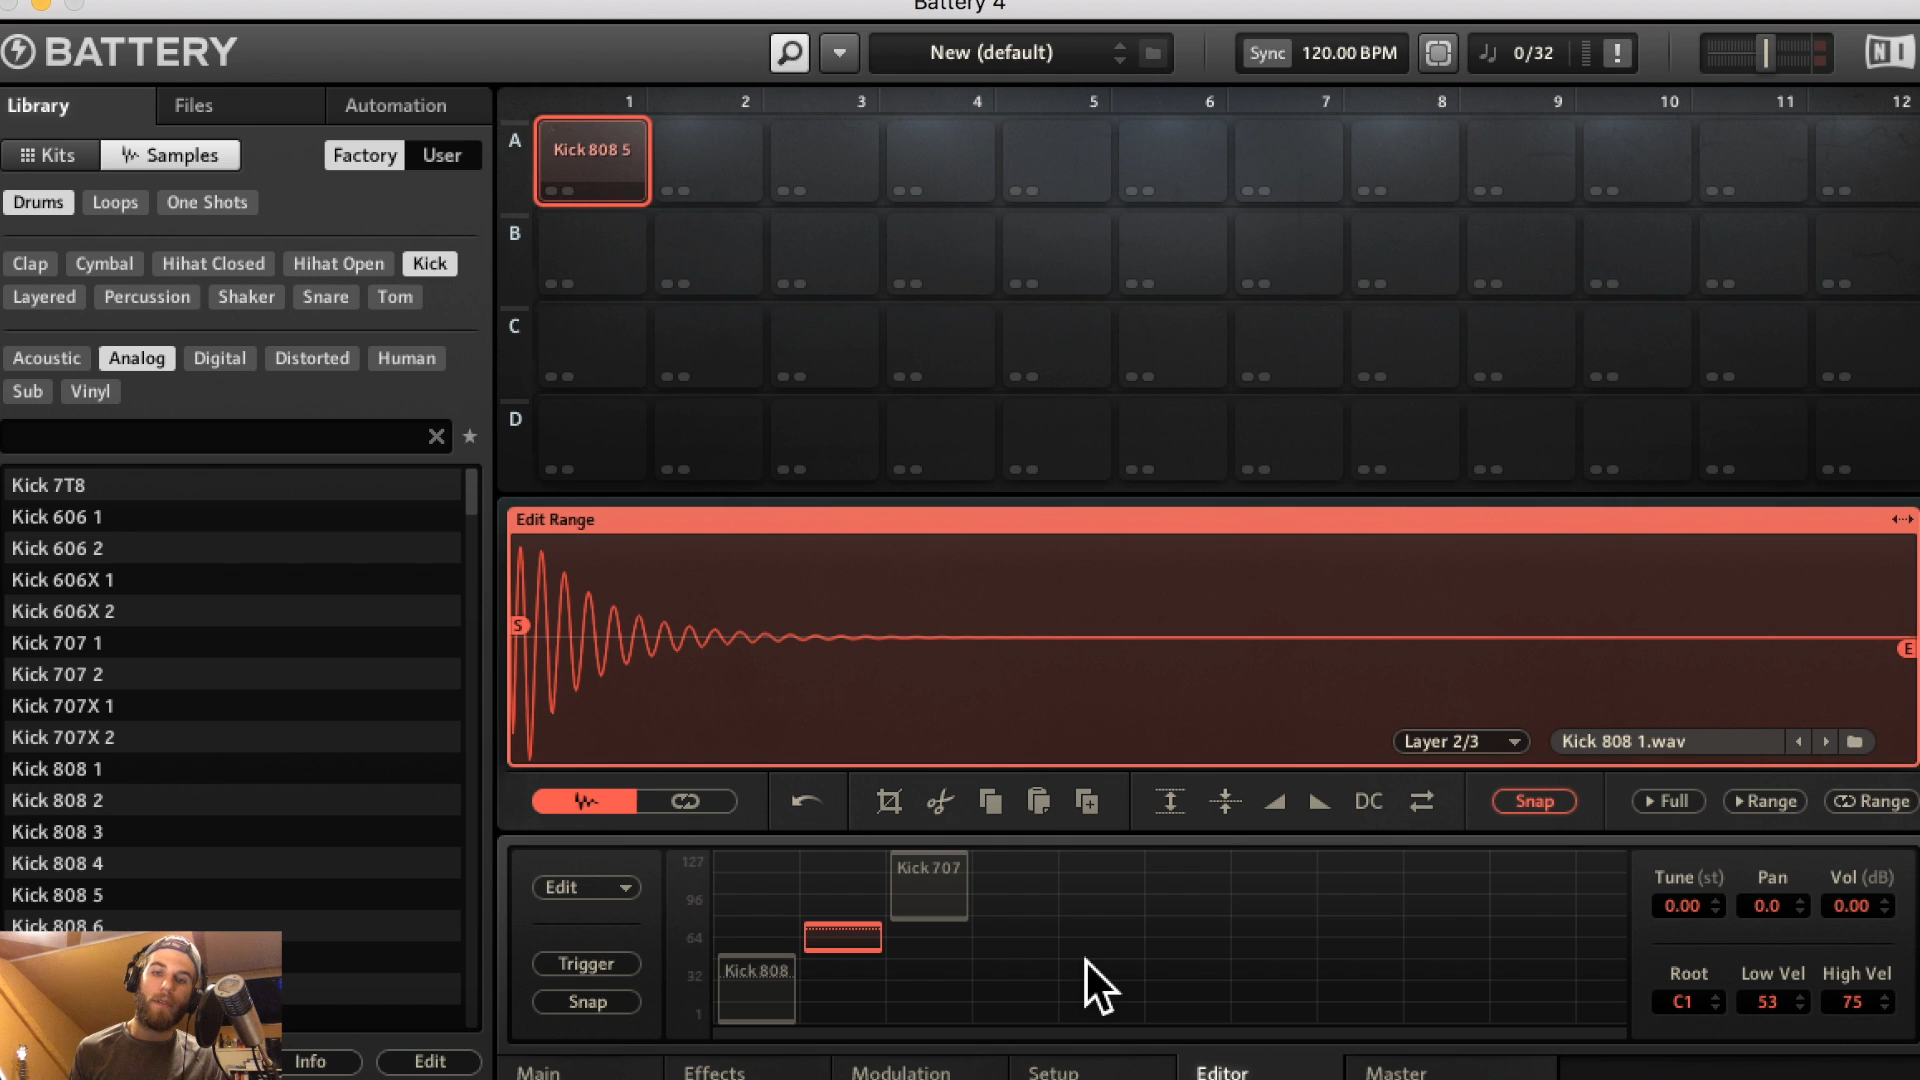 Battery 4
BATTERY
New (default)
Sync 120.00 BPM
0/32
!
NI
Library Files Automation
Kits Samples Factory User
Drums Loops One Shots
Clap Cymbal Hihat Closed Hihat Open Kick
Layered Percussion Shaker Snare Tom
Acoustic Analog Digital Distorted Human
Sub Vinyl
Kick 7T8
Kick 606 1
Kick 606 2
Kick 606X 1
Kick 606X 2
Kick 707 1
Kick 707 2
Kick 707X 1
Kick 707X 2
Kick 808 1
Kick 808 2
Kick 808 3
Kick 808 4
Kick 808 5
Kick 808 6
Info Edit
1 2 3 4 5 6 7 8 9 10 11 12
A
Kick 808 5
B
C
D
Edit Range
S
E
Layer 2/3 Kick 808 1.wav
DC Snap Full Range Range
Edit
Trigger
Snap
127
96
64
32
1
Kick 707
Kick 808
Tune (st) Pan Vol (dB)
0.00 0.0 0.00
Root Low Vel High Vel
C1 53 75
Main Effects Modulation Setup Editor Master